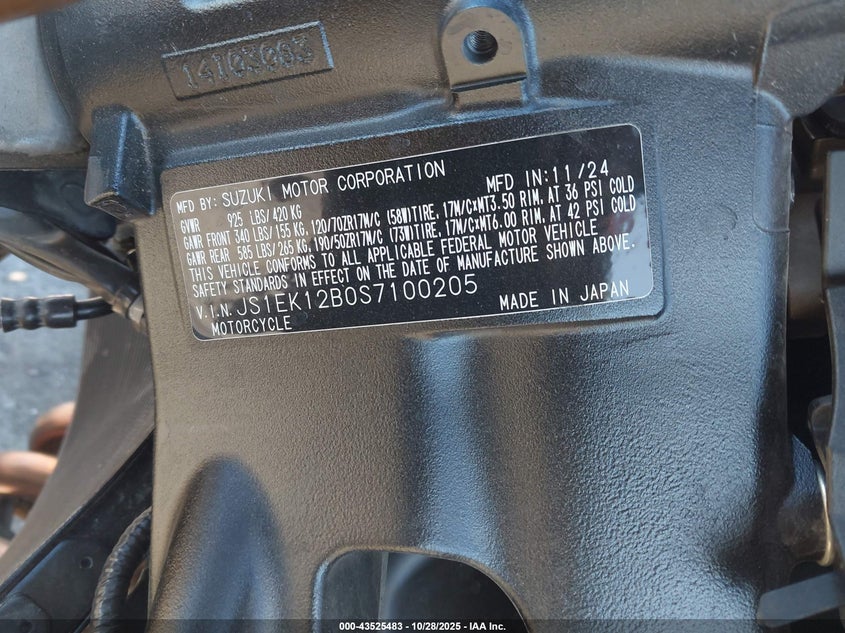 14103063
MFD BY: SUZUKI MOTOR CORPORATION MFD IN: 11/24
GVWR 925 LBS/420 KG
GAWR FRONT 340 LBS/155 KG, 120/70ZR17M/C (58W)TIRE, 17M/C×MT3.50 RIM, AT 36 PSI COLD
GAWR REAR 585 LBS/265 KG, 190/50ZR17M/C (73W)TIRE, 17M/C×MT6.00 RIM, AT 42 PSI COLD
THIS VEHICLE CONFORMS TO ALL APPLICABLE FEDERAL MOTOR VEHICLE
SAFETY STANDARDS IN EFFECT ON THE DATE OF MANUFACTURE SHOWN ABOVE.
V.I.N. JS1EK12B0S7100205 MADE IN JAPAN
MOTORCYCLE
000-43525483 | 10/28/2025 - IAA Inc.